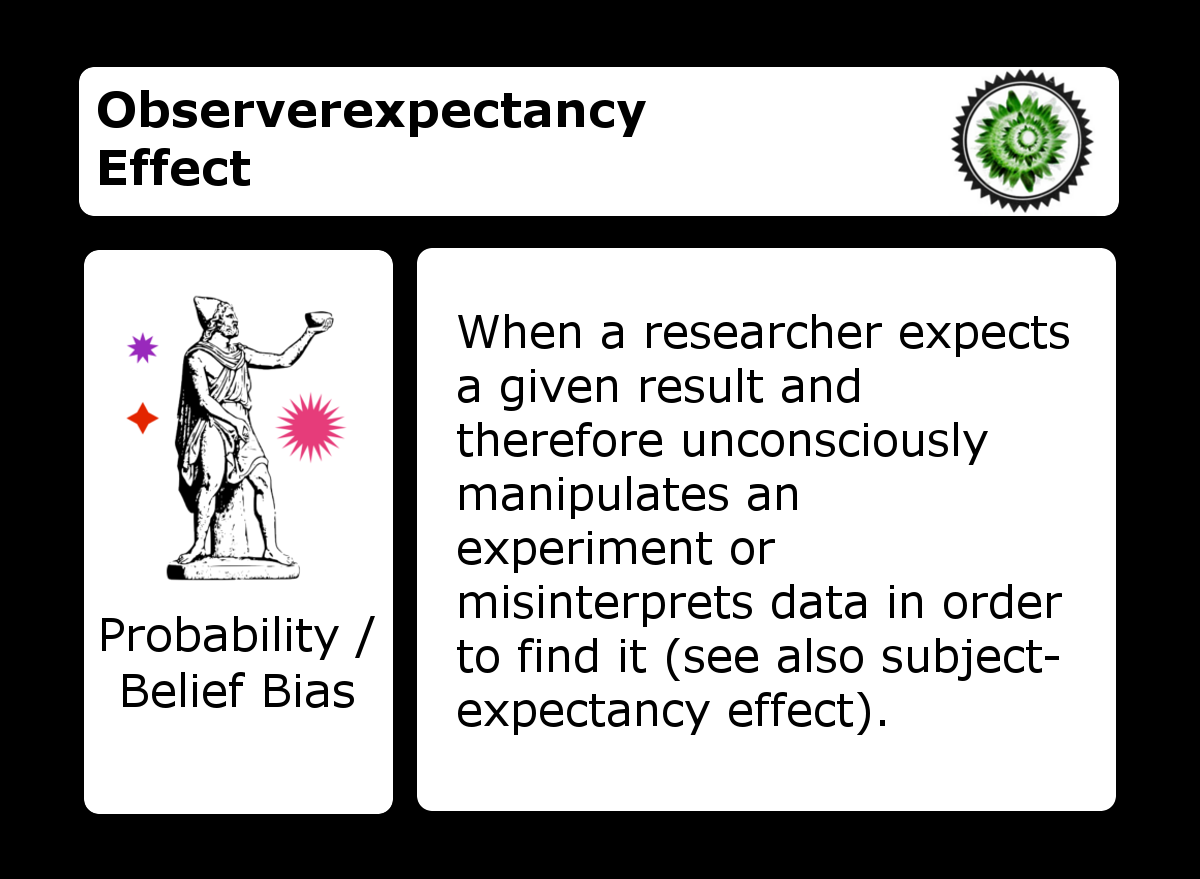 Observerexpectancy
Effect
Probability /
Belief Bias
When a researcher expects
a given result and
therefore unconsciously
manipulates an
experiment or
misinterprets data in order
to find it (see also subject-
expectancy effect).